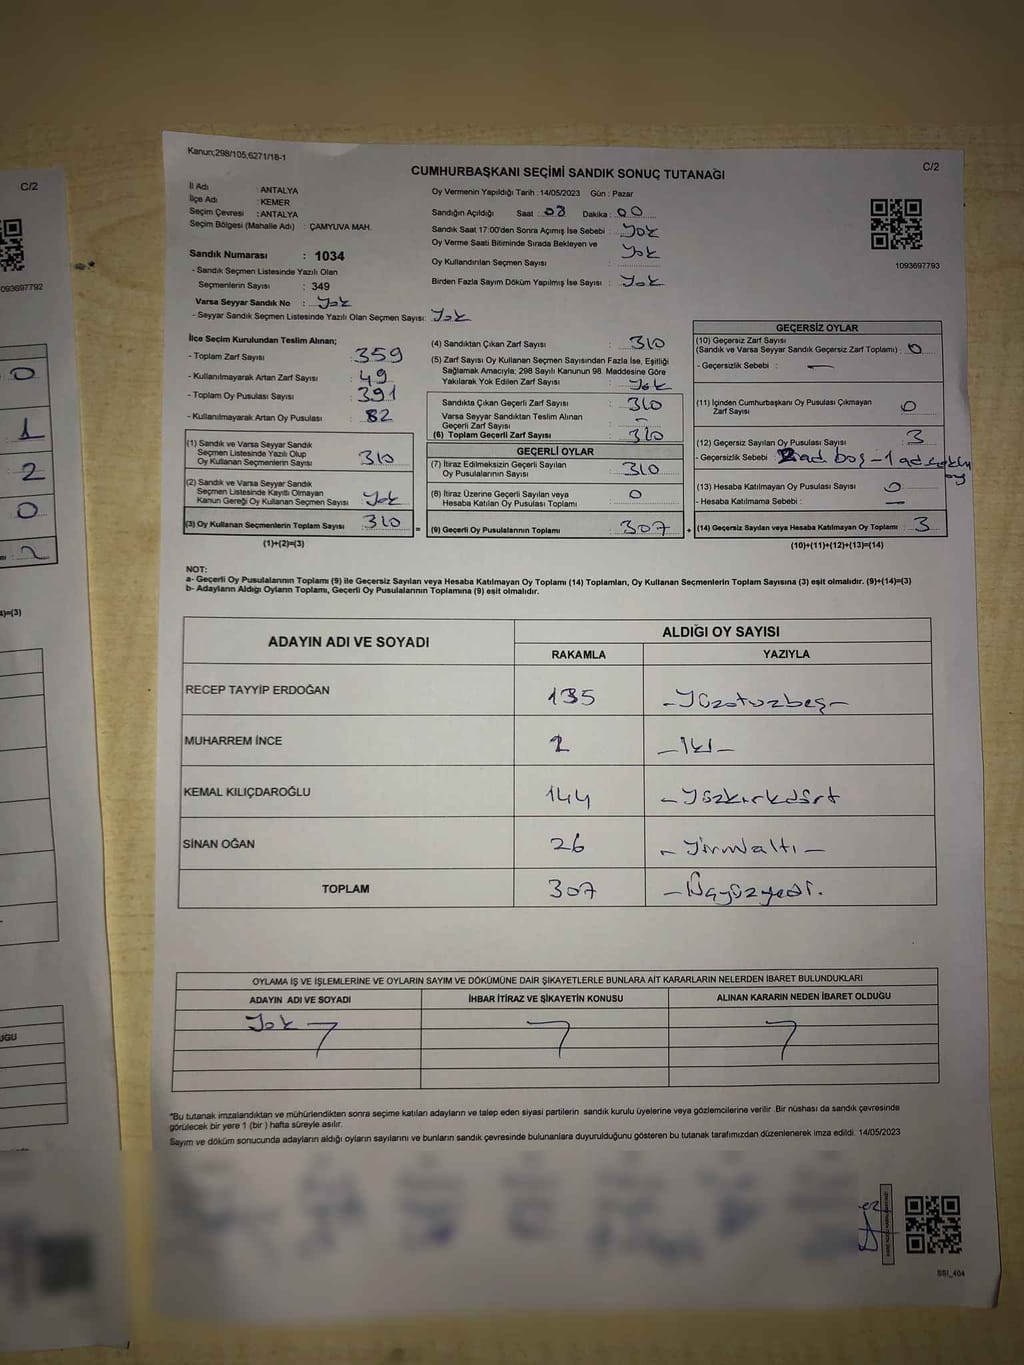 C/2
093697792
0
1
2
0
2
4)=(3)
UĞU
Kanun;298/105,6271/18-1
CUMHURBAŞKANI SEÇİMİ SANDIK SONUÇ TUTANAĞI
C/2
İl Adı : ANTALYA
İlçe Adı : KEMER
Seçim Çevresi : ANTALYA
Seçim Bölgesi (Mahalle Adı) : ÇAMYUVA MAH.
Sandık Numarası : 1034
- Sandık Seçmen Listesinde Yazılı Olan
Seçmenlerin Sayısı : 349
Varsa Seyyar Sandık No : Yok
- Seyyar Sandık Seçmen Listesinde Yazılı Olan Seçmen Sayısı: Yok
Oy Vermenin Yapıldığı Tarih : 14/05/2023 Gün : Pazar
Sandığın Açıldığı Saat : 08 Dakika : 00
Sandık Saat 17:00'den Sonra Açımış İse Sebebi : Yok
Oy Verme Saati Bitiminde Sırada Bekleyen ve Yok
Oy Kullandırılan Seçmen Sayısı :
Birden Fazla Sayım Döküm Yapılmış İse Sayısı : Yok
1093697793
İlçe Seçim Kurulundan Teslim Alınan;
- Toplam Zarf Sayısı : 359
- Kullanılmayarak Artan Zarf Sayısı : 49
- Toplam Oy Pusulası Sayısı : 391
- Kullanılmayarak Artan Oy Pusulası : 82
(1) Sandık ve Varsa Seyyar Sandık
Seçmen Listesinde Yazılı Olup
Oy Kullanan Seçmenlerin Sayısı : 310
(2) Sandık ve Varsa Seyyar Sandık
Seçmen Listesinde Kayıtlı Olmayan
Kanun Gereği Oy Kullanan Seçmen Sayısı : Yok
(3) Oy Kullanan Seçmenlerin Toplam Sayısı : 310
(1)+(2)=(3)
(4) Sandıktan Çıkan Zarf Sayısı : 310
(5) Zarf Sayısı Oy Kullanan Seçmen Sayısından Fazla İse, Eşitliği
Sağlamak Amacıyla; 298 Sayılı Kanunun 98. Maddesine Göre
Yakılarak Yok Edilen Zarf Sayısı : Yok
Sandıkta Çıkan Geçerli Zarf Sayısı : 310
Varsa Seyyar Sandıktan Teslim Alınan
Geçerli Zarf Sayısı : -
(6) Toplam Geçerli Zarf Sayısı : 310
GEÇERLİ OYLAR
(7) İtiraz Edilmeksizin Geçerli Sayılan
Oy Pusulalarının Sayısı : 310
(8) İtiraz Üzerine Geçerli Sayılan veya
Hesaba Katılan Oy Pusulası Toplamı : 0
= (9) Geçerli Oy Pusulalarının Toplamı : 307
GEÇERSİZ OYLAR
(10) Geçersiz Zarf Sayısı
(Sandık ve Varsa Seyyar Sandık Geçersiz Zarf Toplamı) : 0
- Geçersizlik Sebebi : —
(11) İçinden Cumhurbaşkanı Oy Pusulası Çıkmayan
Zarf Sayısı : 0
(12) Geçersiz Sayılan Oy Pusulası Sayısı : 3
- Geçersizlik Sebebi : 2 ad boş - 1 ad
oy
(13) Hesaba Katılmayan Oy Pusulası Sayısı : 0
- Hesaba Katılmama Sebebi : —
+ (14) Geçersiz Sayılan veya Hesaba Katılmayan Oy Toplamı : 3
(10)+(11)+(12)+(13)=(14)
NOT:
a- Geçerli Oy Pusulalarının Toplamı (9) ile Geçersiz Sayılan veya Hesaba Katılmayan Oy Toplamı (14) Toplamları, Oy Kullanan Seçmenlerin Toplam Sayısına (3) eşit olmalıdır. (9)+(14)=(3)
b- Adayların Aldığı Oyların Toplamı, Geçerli Oy Pusulalarının Toplamına (9) eşit olmalıdır.
ADAYIN ADI VE SOYADI ALDIĞI OY SAYISI
RAKAMLA YAZIYLA
RECEP TAYYİP ERDOĞAN 135 - Yüzotuzbeş -
MUHARREM İNCE 2 - İki -
KEMAL KILIÇDAROĞLU 144 - Yüzkırkdört
SİNAN OĞAN 26 - Yirmialtı -
TOPLAM 307 - Üçyüzyedi.
OYLAMA İŞ VE İŞLEMLERİNE VE OYLARIN SAYIM VE DÖKÜMÜNE DAİR ŞİKAYETLERLE BUNLARA AİT KARARLARIN NELERDEN İBARET BULUNDUKLARI
ADAYIN ADI VE SOYADI İHBAR İTİRAZ VE ŞİKAYETİN KONUSU ALINAN KARARIN NEDEN İBARET OLDUĞU
Yok
*Bu tutanak imzalandıktan ve mühürlendikten sonra seçime katılan adayların ve talep eden siyasi partilerin sandık kurulu üyelerine veya gözlemcilerine verilir .Bir nüshası da sandık çevresinde
görülecek bir yere 1 (bir ) hafta süreyle asılır.
Sayım ve döküm sonucunda adayların aldığı oyların sayılarını ve bunların sandık çevresinde bulunanlara duyurulduğunu gösteren bu tutanak tarafımızdan düzenlenerek imza edildi. 14/05/2023
SSI_404